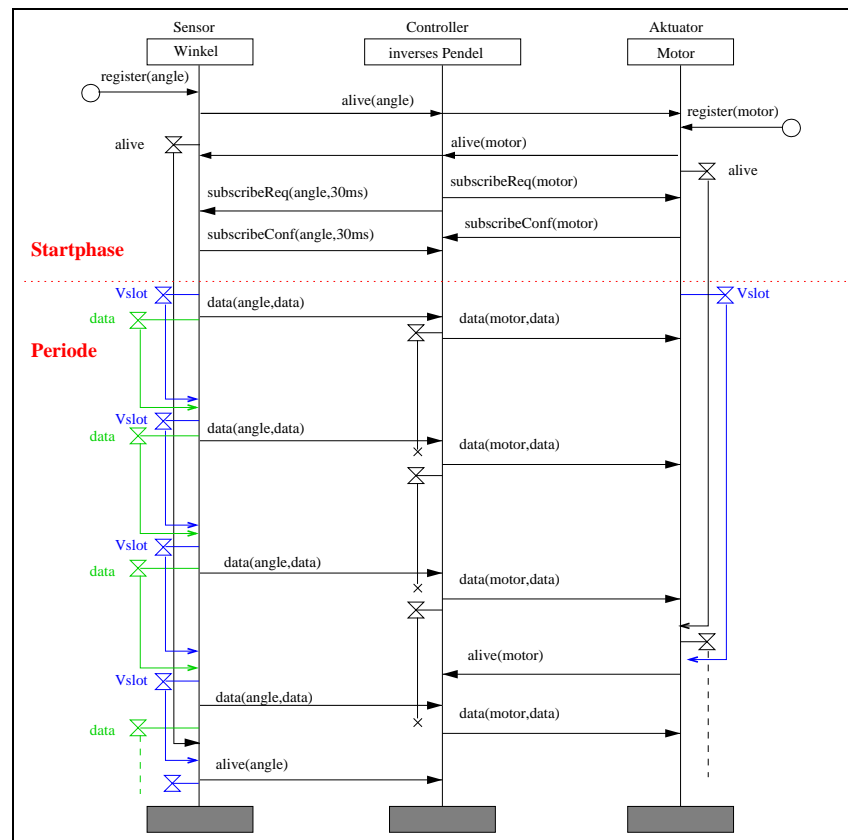 Sensor Controller Aktuator
Winkel inverses Pendel Motor
register(angle)
alive(angle)
register(motor)
alive alive(motor)
alive
subscribeReq(angle,30ms) subscribeReq(motor)
subscribeConf(angle,30ms) subscribeConf(motor)
Startphase
Vslot Vslot
data data(angle,data)
data(motor,data)
Periode
Vslot
data data(angle,data)
data(motor,data)
Vslot
data data(angle,data)
data(motor,data)
alive(motor)
Vslot
data(angle,data)
data data(motor,data)
alive(angle)